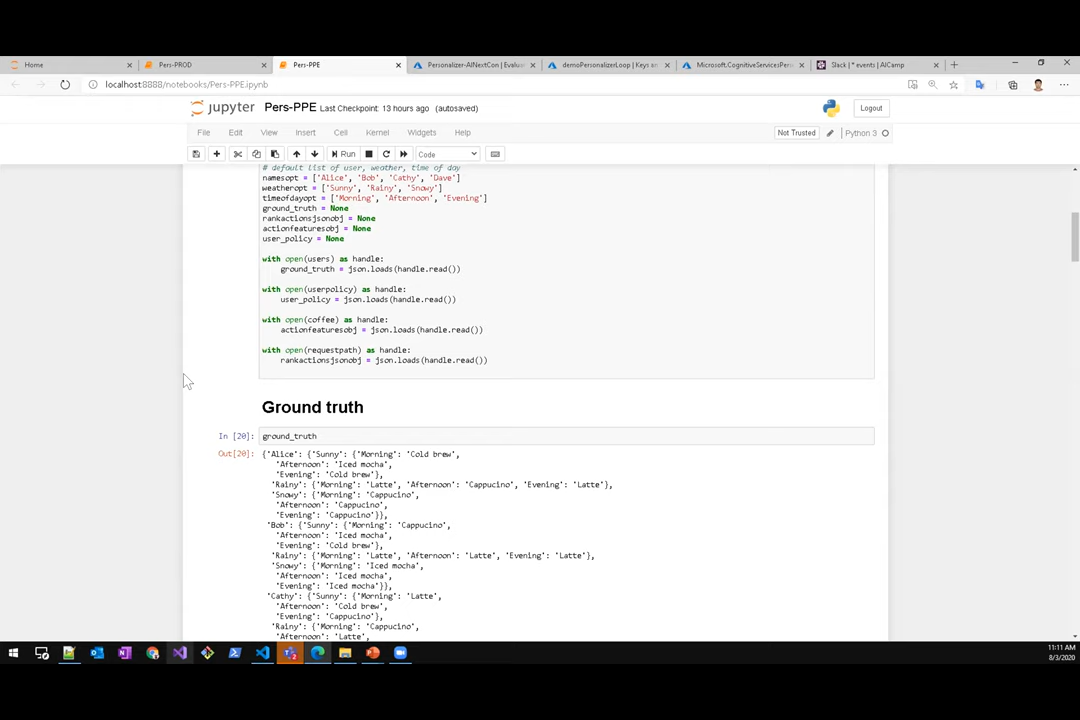 Home
Pers-PROD
Pers-PPE
Personalizer-AINextCon | Evaluat
demoPersonalizerLoop | Keys an
Microsoft.CognitiveServicesPers
Slack | * events | AICamp
localhost:8888/notebooks/Pers-PPE.ipynb
jupyter Pers-PPE Last Checkpoint: 13 hours ago (autosaved)
Logout
File Edit View Insert Cell Kernel Widgets Help
Not Trusted
Python 3
Run
Code
# default list of user, weather, time of day
namesopt = ['Alice', 'Bob', 'Cathy', 'Dave']
weatheropt = ['Sunny', 'Rainy', 'Snowy']
timeofdayopt = ['Morning', 'Afternoon', 'Evening']
ground_truth = None
rankactionsjsonobj = None
actionfeaturesobj = None
user_policy = None
with open(users) as handle:
ground_truth = json.loads(handle.read())
with open(userpolicy) as handle:
user_policy = json.loads(handle.read())
with open(coffee) as handle:
actionfeaturesobj = json.loads(handle.read())
with open(requestpath) as handle:
rankactionsjsonobj = json.loads(handle.read())
Ground truth
In [20]: ground_truth
Out[20]: {'Alice': {'Sunny': {'Morning': 'Cold brew',
'Afternoon': 'Iced mocha',
'Evening': 'Cold brew'},
'Rainy': {'Morning': 'Latte', 'Afternoon': 'Cappucino', 'Evening': 'Latte'},
'Snowy': {'Morning': 'Cappucino',
'Afternoon': 'Cappucino',
'Evening': 'Cappucino'}},
'Bob': {'Sunny': {'Morning': 'Cappucino',
'Afternoon': 'Iced mocha',
'Evening': 'Cold brew'},
'Rainy': {'Morning': 'Latte', 'Afternoon': 'Latte', 'Evening': 'Latte'},
'Snowy': {'Morning': 'Iced mocha',
'Afternoon': 'Iced mocha',
'Evening': 'Iced mocha'}},
'Cathy': {'Sunny': {'Morning': 'Latte',
'Afternoon': 'Cold brew',
'Evening': 'Cappucino'},
'Rainy': {'Morning': 'Cappucino',
'Afternoon': 'Latte',
11:11 AM
8/3/2020